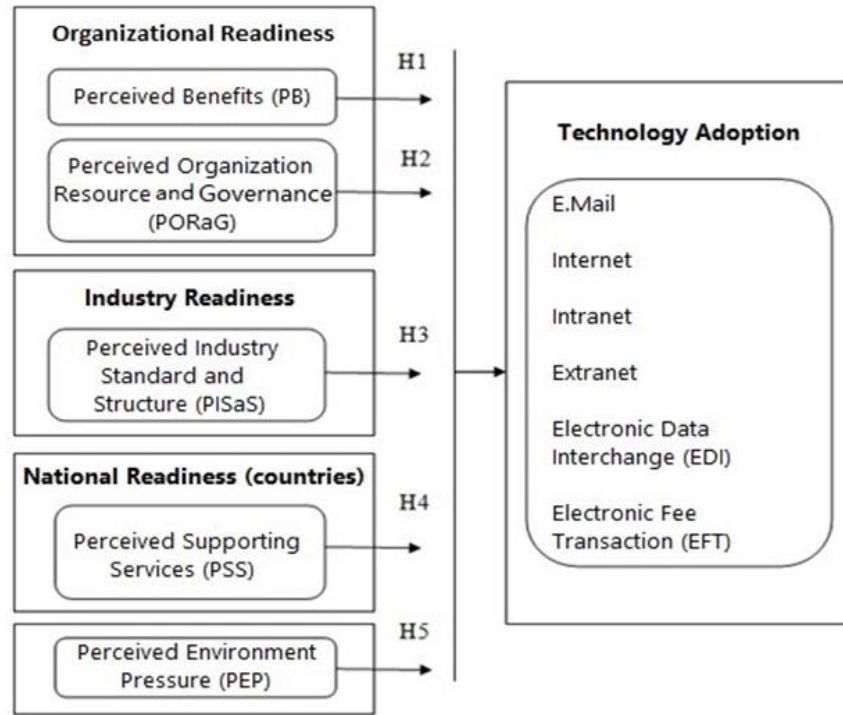 Organizational Readiness
H1
Perceived Benefits (PB)
H2
Perceived Organization
Resource and Governance
(PORaG)
Industry Readiness
H3
Perceived Industry
Standard and
Structure (PISaS)
National Readiness (countries)
H4
Perceived Supporting
Services (PSS)
H5
Perceived Environment
Pressure (PEP)
Technology Adoption
E.Mail
Internet
Intranet
Extranet
Electronic Data
Interchange (EDI)
Electronic Fee
Transaction (EFT)